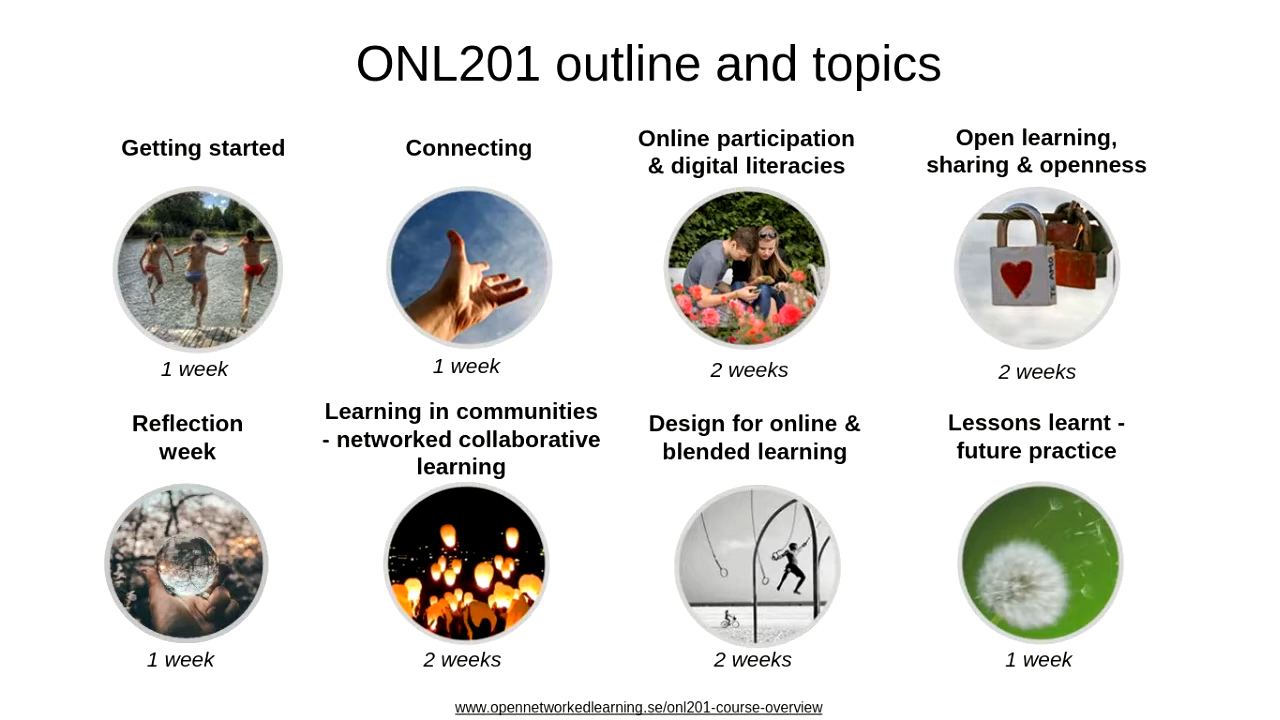 ONL201 outline and topics
Getting started
Connecting
Online participation
& digital literacies
Open learning,
sharing & openness
TE AMO
1 week
1 week
2 weeks
2 weeks
Reflection
week
Learning in communities
- networked collaborative
learning
Design for online &
blended learning
Lessons learnt -
future practice
1 week
2 weeks
2 weeks
1 week
www.opennetworkedlearning.se/onl201-course-overview